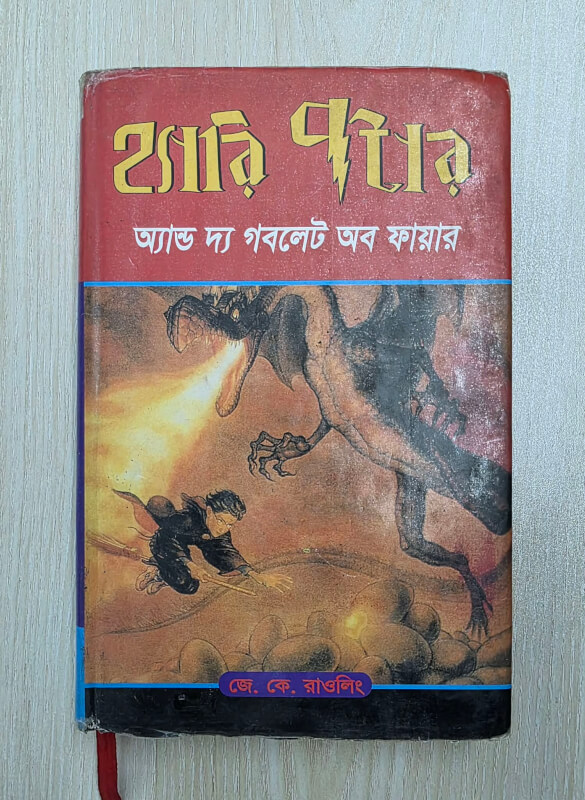 হ্যারি পটার
অ্যান্ড দ্য গবলেট অব ফায়ার
জে. কে. রাওলিং